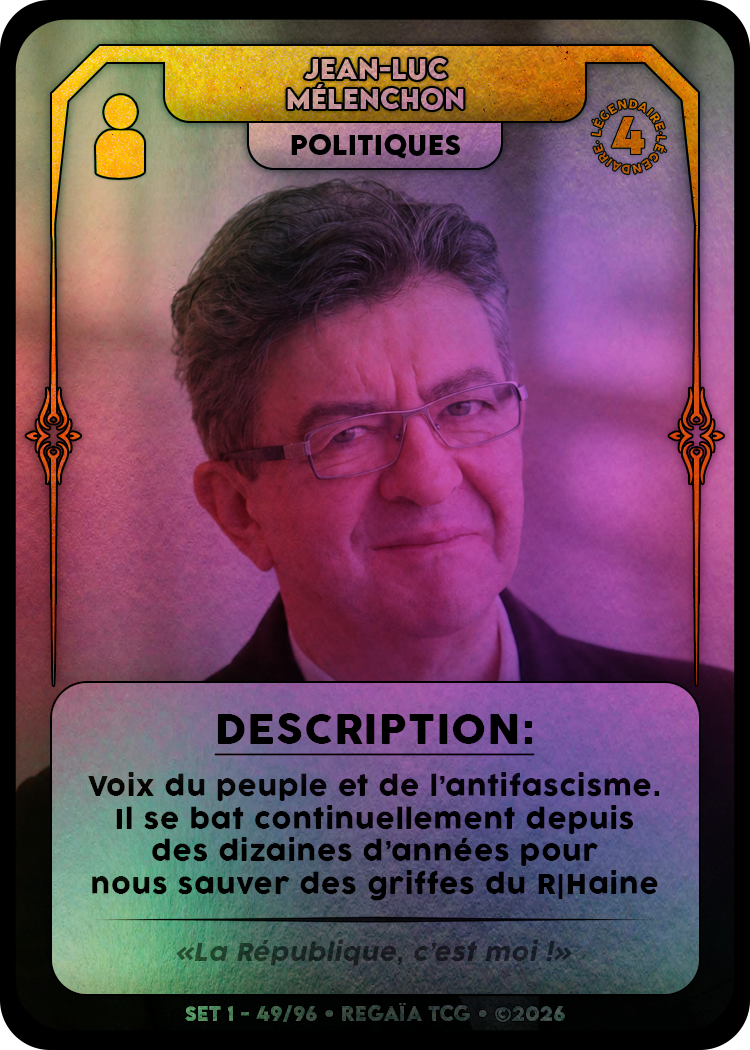 JEAN-LUC
MÉLENCHON
POLITIQUES
LÉGENDAIRE•LÉGENDAIRE•
4
DESCRIPTION:
Voix du peuple et de l'antifascisme.
Il se bat continuellement depuis
des dizaines d'années pour
nous sauver des griffes du R|Haine
«La République, c'est moi !»
SET 1 - 49/96 • REGAÏA TCG • ©2026